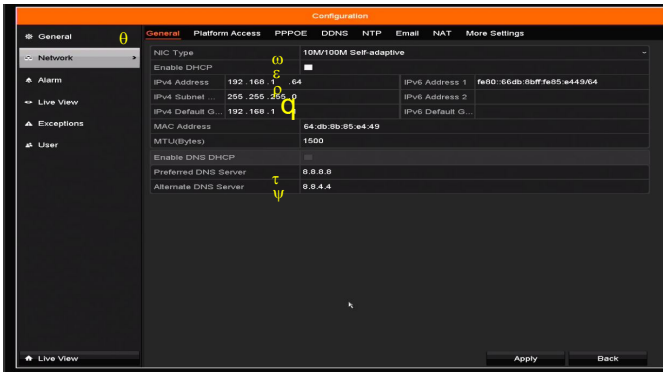 Configuration
General θ
Network
Alarm
Live View
Exceptions
User
Live View
General Platform Access PPPOE DDNS NTP Email NAT More Settings
NIC Type 10M/100M Self-adaptive
Enable DHCP ω
IPv4 Address 192.168.1 .64 ε IPv6 Address 1 fe80::66db:8bff:fe85:e449/64
IPv4 Subnet ... 255.255.255.0 ρ IPv6 Address 2
IPv4 Default G... 192.168.1 q IPv6 Default G...
MAC Address 64:db:8b:85:e4:49
MTU(Bytes) 1500
Enable DNS DHCP
Preferred DNS Server τ 8.8.8.8
Alternate DNS Server ψ 8.8.4.4
Apply Back